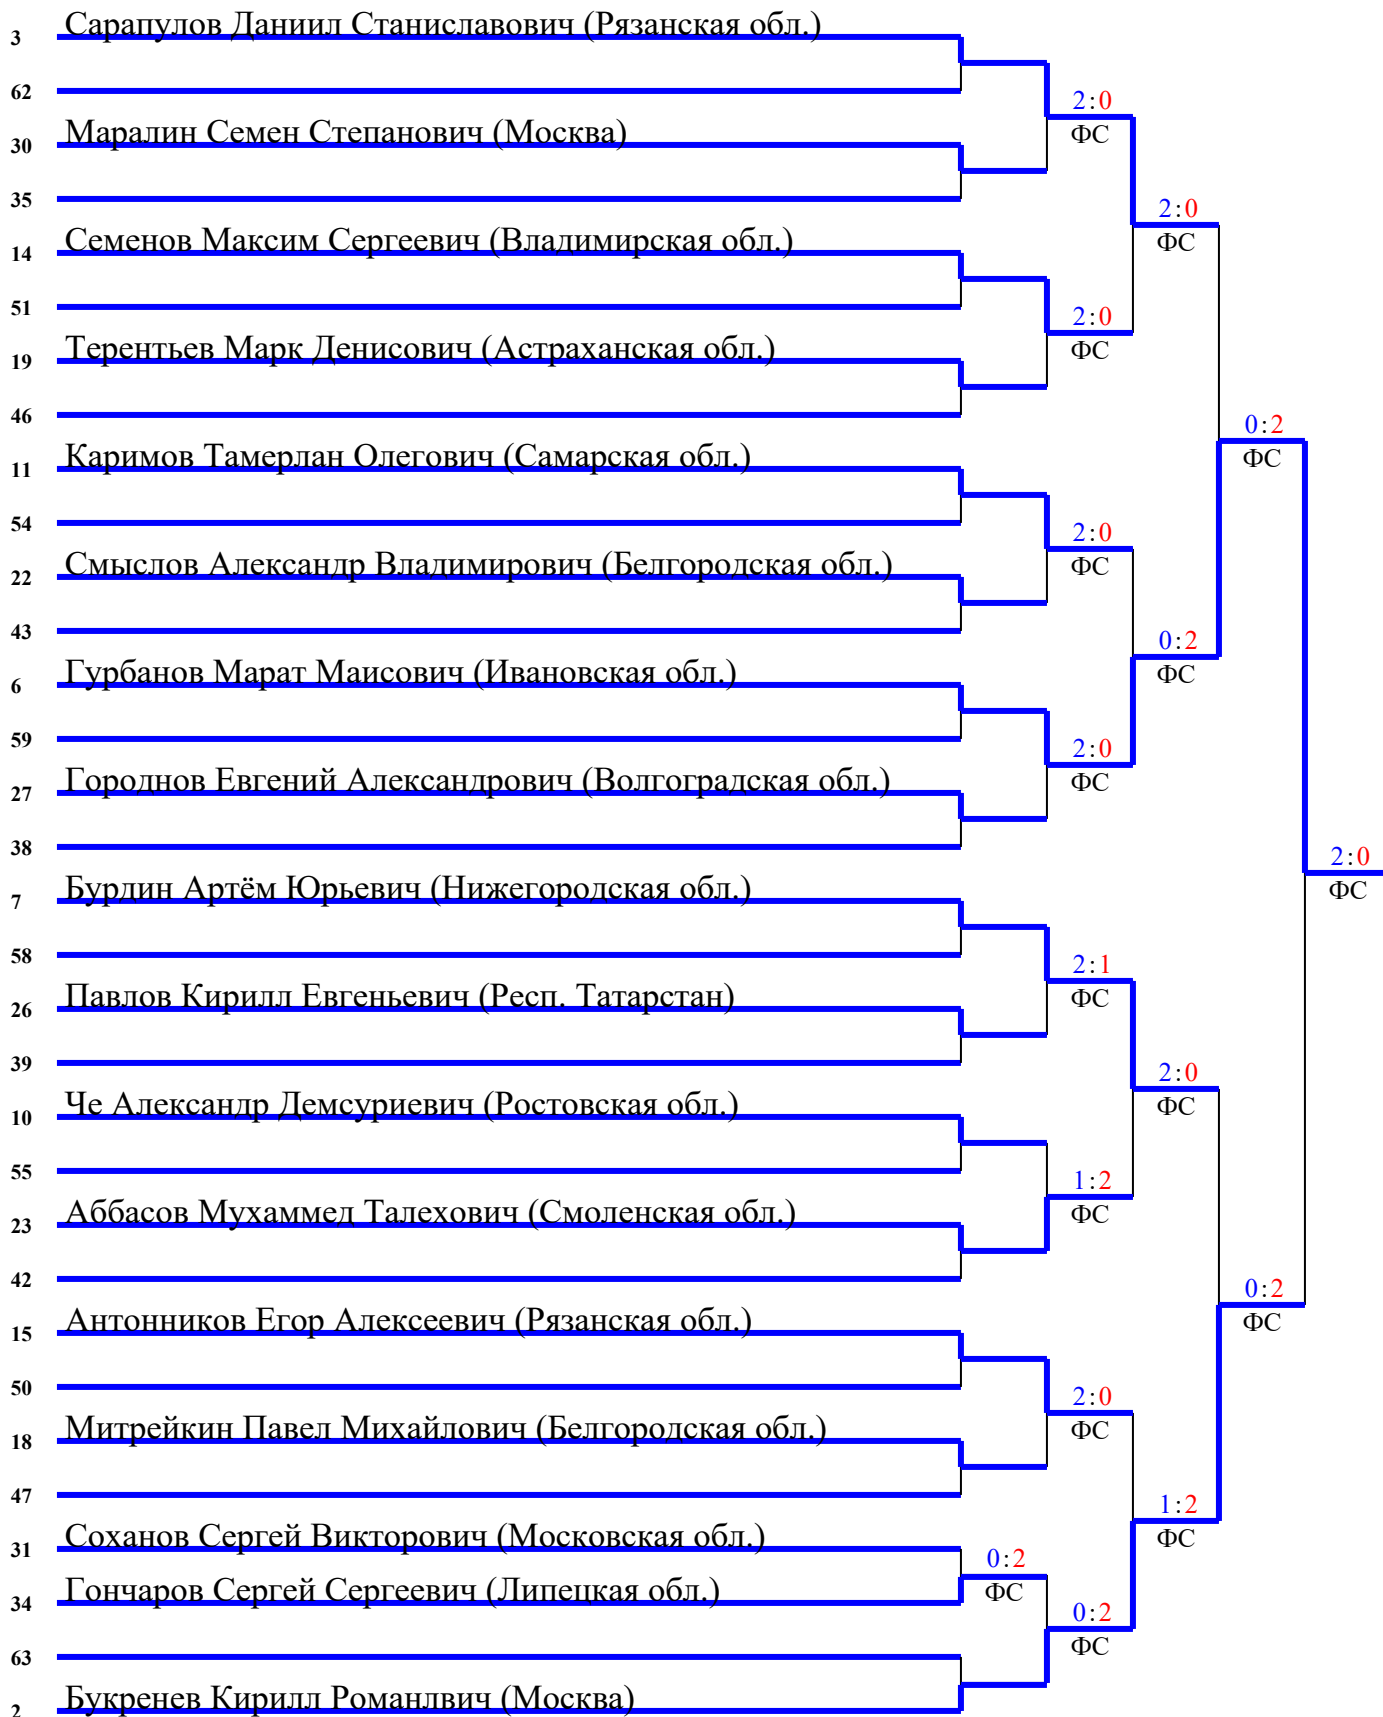 3 Сарапулов Даниил Станиславович (Рязанская обл.)
62
2:0
ФС
30 Маралин Семен Степанович (Москва)
35
2:0
ФС
14 Семенов Максим Сергеевич (Владимирская обл.)
51
2:0
ФС
19 Терентьев Марк Денисович (Астраханская обл.)
46
0:2
ФС
11 Каримов Тамерлан Олегович (Самарская обл.)
54
2:0
ФС
22 Смыслов Александр Владимирович (Белгородская обл.)
43
0:2
ФС
6 Гурбанов Марат Маисович (Ивановская обл.)
59
2:0
ФС
27 Городнов Евгений Александрович (Волгоградская обл.)
38
2:0
ФС
7 Бурдин Артём Юрьевич (Нижегородская обл.)
58
2:1
ФС
26 Павлов Кирилл Евгеньевич (Респ. Татарстан)
39
2:0
ФС
10 Че Александр Демсуриевич (Ростовская обл.)
55
1:2
ФС
23 Аббасов Мухаммед Талехович (Смоленская обл.)
42
0:2
ФС
15 Антонников Егор Алексеевич (Рязанская обл.)
50
2:0
ФС
18 Митрейкин Павел Михайлович (Белгородская обл.)
47
1:2
ФС
31 Соханов Сергей Викторович (Московская обл.)
0:2
ФС
34 Гончаров Сергей Сергеевич (Липецкая обл.)
0:2
ФС
63
2 Букренев Кирилл Романлвич (Москва)